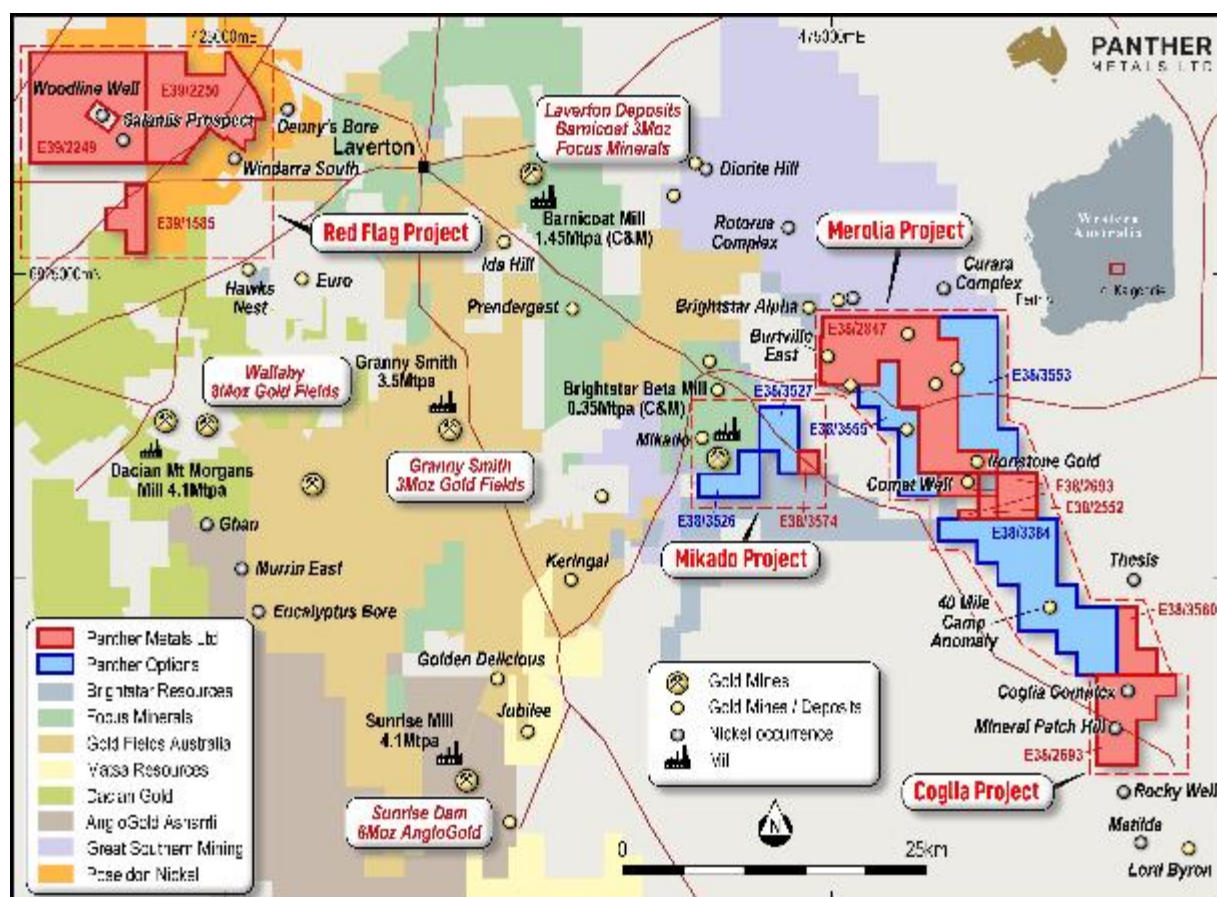 425000mE
475000mE
PANTHER
METALS LTD
Woodline Well
E39/2250
Salantis Prospect
E39/2249
Denny's Bore
Laverton
Windarra South
E39/1585
Laverton Deposits
Barnicoat 3Moz
Focus Minerals
Diorite Hill
Barnicoat Mill
1.45Mtpa (C&M)
Rotorua
Complex
Western
Australia
Perth
Kalgoorlie
Red Flag Project
Merolia Project
Ida Hill
Curara
Complex
Hawks
Nest
Euro
Prendergest
Brightstar Alpha
Burtville
East
E38/2847
E38/3553
Wallaby
8Moz Gold Fields
Granny Smith
3.5Mtpa
Brightstar Beta Mill
0.35Mtpa (C&M)
E38/3527
E38/3555
Mikado
Dacian Mt Morgans
Mill 4.1Mtpa
Granny Smith
3Moz Gold Fields
Ironstone Gold
Comet Well
E38/2693
E38/2552
E38/3526
E38/3574
E38/3384
Ghan
Mikado Project
Murrin East
Keringal
Thesis
Eucalyptus Bore
40 Mile
Camp
Anomaly
E38/3560
Panther Metals Ltd
Panther Options
Brightstar Resources
Focus Minerals
Gold Fields Australia
Matsa Resources
Dacian Gold
AngloGold Ashanti
Great Southern Mining
Poseidon Nickel
Golden Delicious
Jubilee
Sunrise Mill
4.1Mtpa
Sunrise Dam
6Moz AngloGold
Gold Mines
Gold Mines / Deposits
Nickel occurrence
Mill
Coglia Complex
Mineral Patch Hill
E38/2693
Coglia Project
Rocky Well
Matilda
Lord Byron
N
0
25km